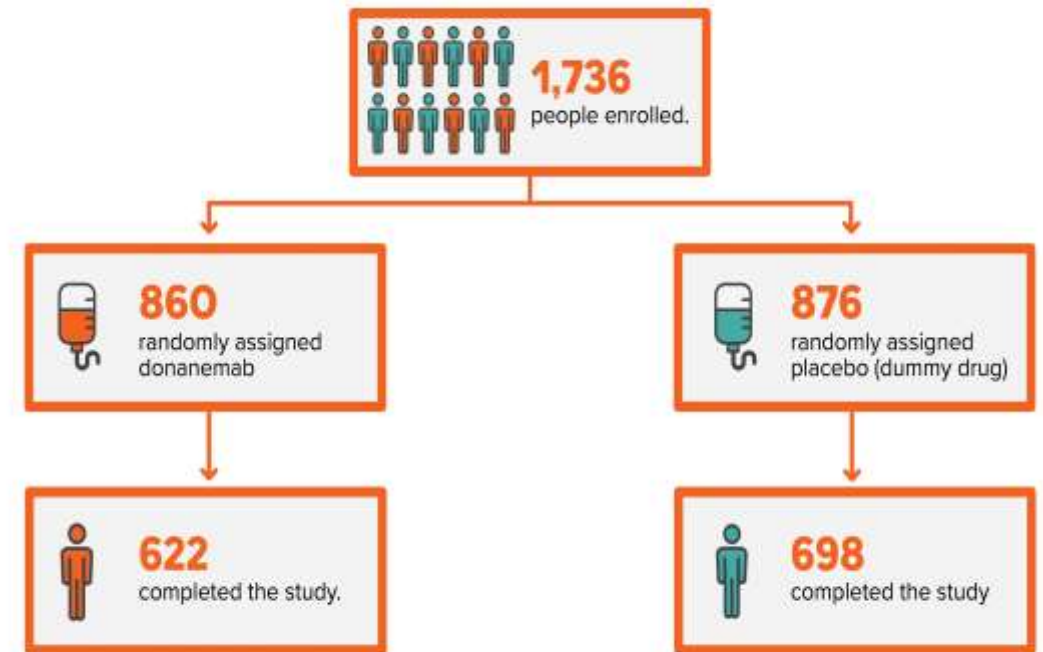 1,736
people enrolled.
860
randomly assigned
donanemab
876
randomly assigned
placebo (dummy drug)
622
completed the study.
698
completed the study